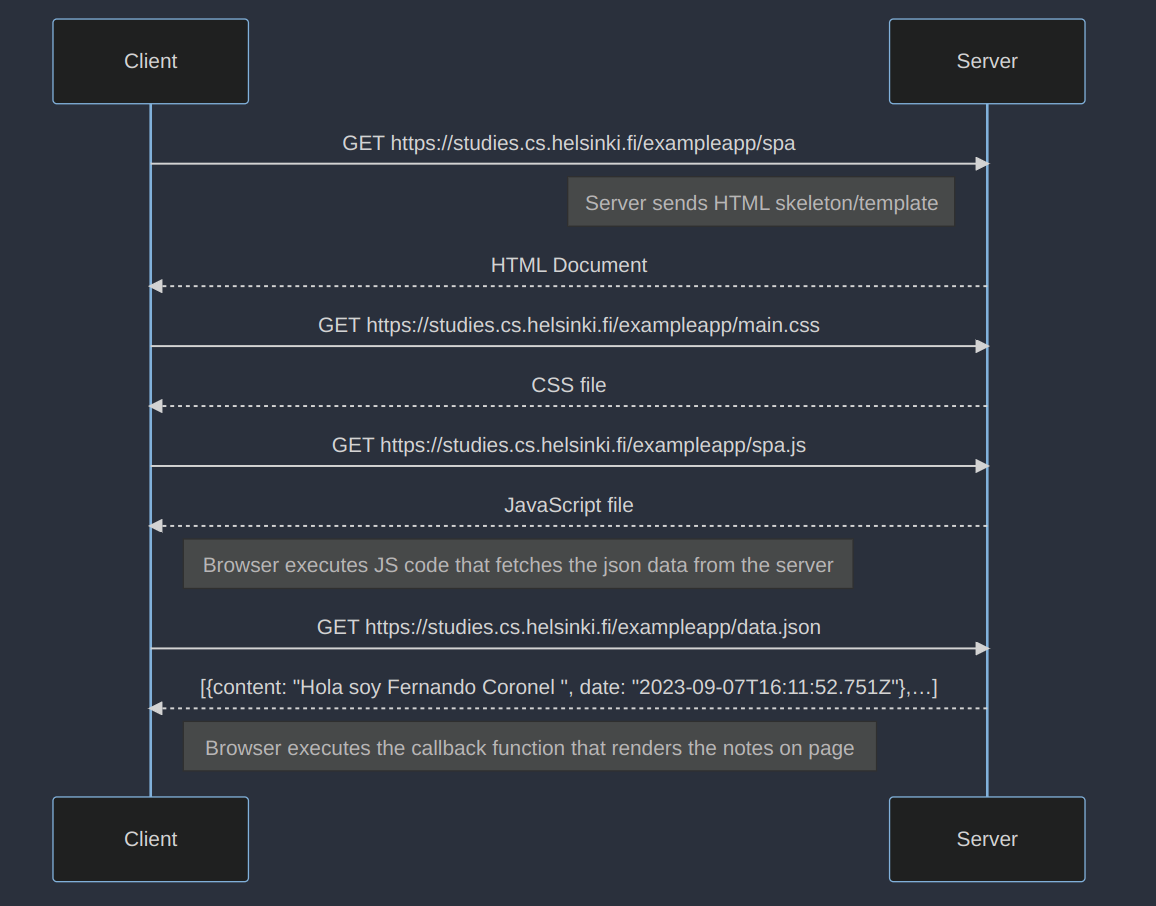 Client
Server
GET https://studies.cs.helsinki.fi/exampleapp/spa
Server sends HTML skeleton/template
HTML Document
GET https://studies.cs.helsinki.fi/exampleapp/main.css
CSS file
GET https://studies.cs.helsinki.fi/exampleapp/spa.js
JavaScript file
Browser executes JS code that fetches the json data from the server
GET https://studies.cs.helsinki.fi/exampleapp/data.json
[{content: "Hola soy Fernando Coronel ", date: "2023-09-07T16:11:52.751Z"},…]
Browser executes the callback function that renders the notes on page
Client
Server